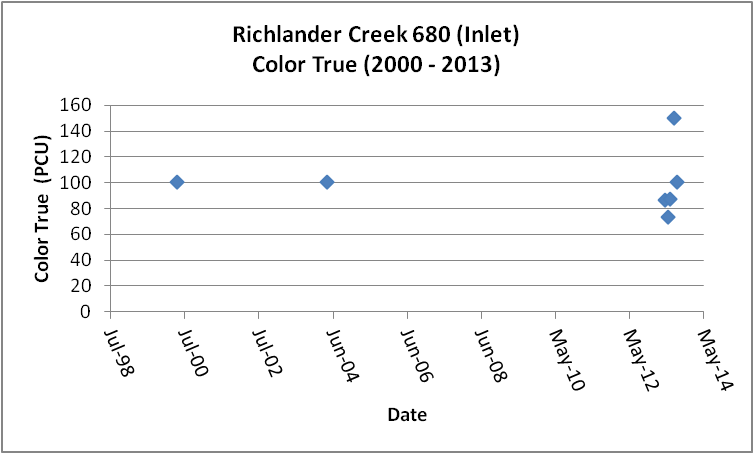 Richlander Creek 680 (Inlet)
Color True (2000 - 2013)
Color True  (PCU)
160
140
120
100
80
60
40
20
0
Jul-98
Jul-00
Jul-02
Jun-04
Jun-06
Jun-08
May-10
May-12
May-14
Date